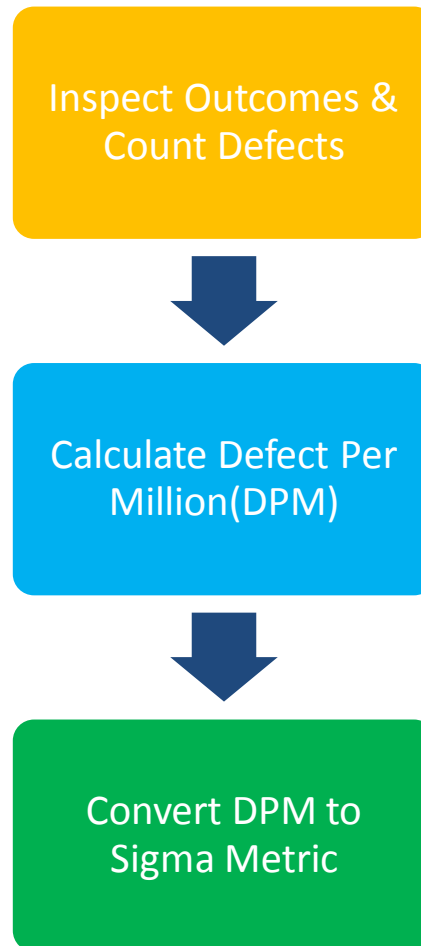 Inspect Outcomes &
Count Defects
Calculate Defect Per
Million(DPM)
Convert DPM to
Sigma Metric